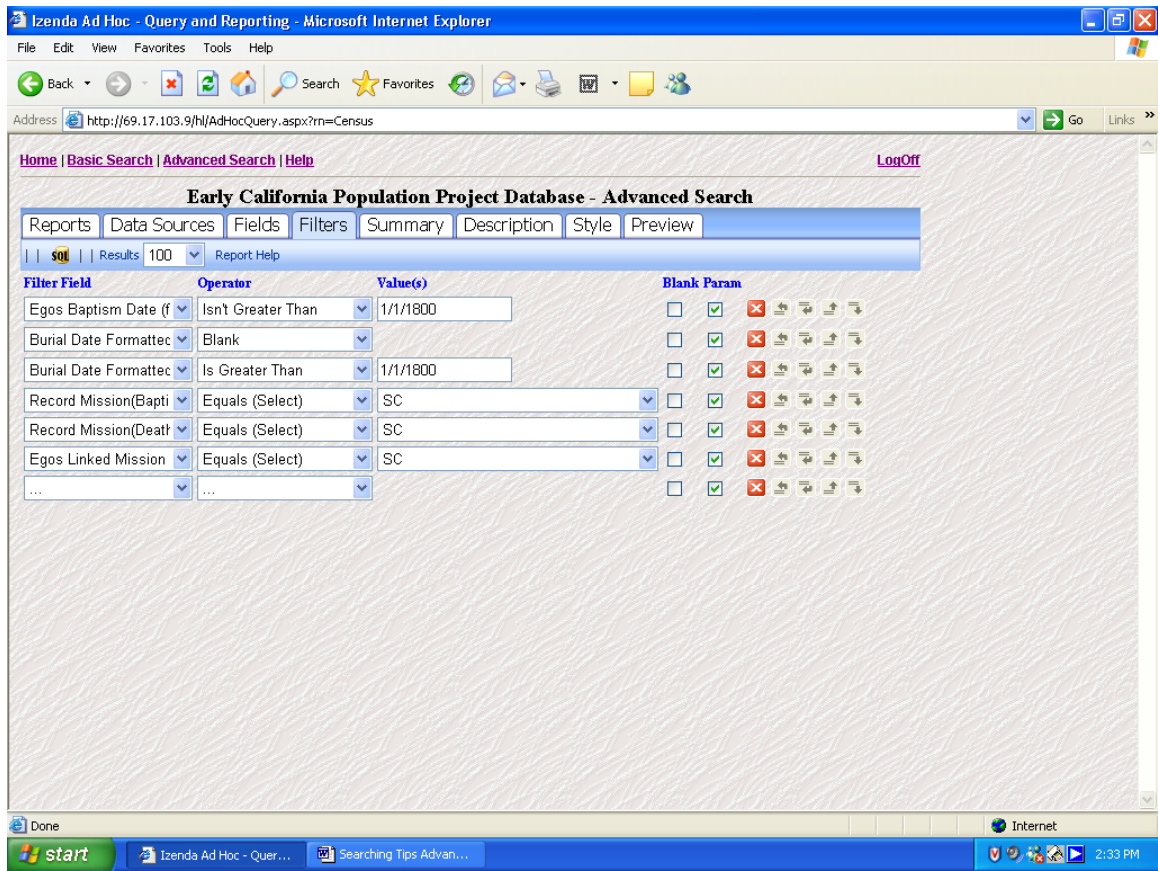 Izenda Ad Hoc - Query and Reporting - Microsoft Internet Explorer
File Edit View Favorites Tools Help
Back Search Favorites
Address http://69.17.103.9/hl/AdHocQuery.aspx?rn=Census Go Links »
Home | Basic Search | Advanced Search | Help LogOff
Early California Population Project Database - Advanced Search
Reports Data Sources Fields Filters Summary Description Style Preview
| | SQL | | Results 100 Report Help
Filter Field Operator Value(s) Blank Param
Egos Baptism Date (f Isn't Greater Than 1/1/1800
Burial Date Formattec Blank
Burial Date Formattec Is Greater Than 1/1/1800
Record Mission(Bapti Equals (Select) SC
Record Mission(Death Equals (Select) SC
Egos Linked Mission Equals (Select) SC
... ...
Done Internet
start Izenda Ad Hoc - Quer... Searching Tips Advan... 2:33 PM